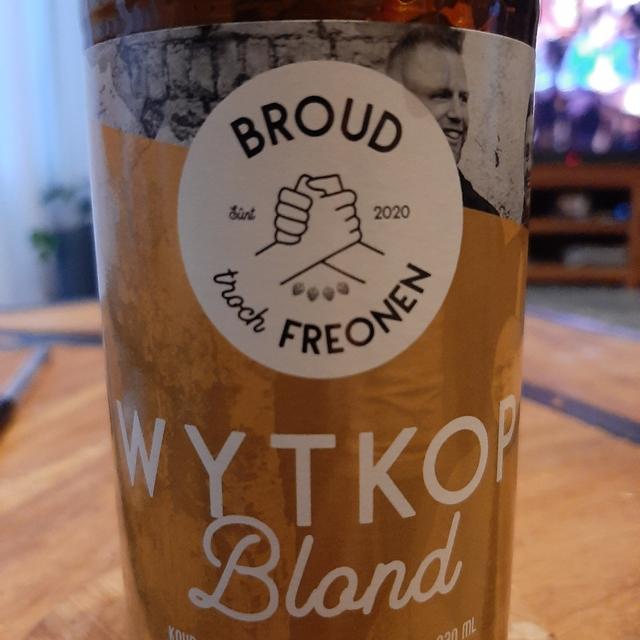 BROUD
Sûnt 2020
troch FREONEN
WYTKOP
Blond